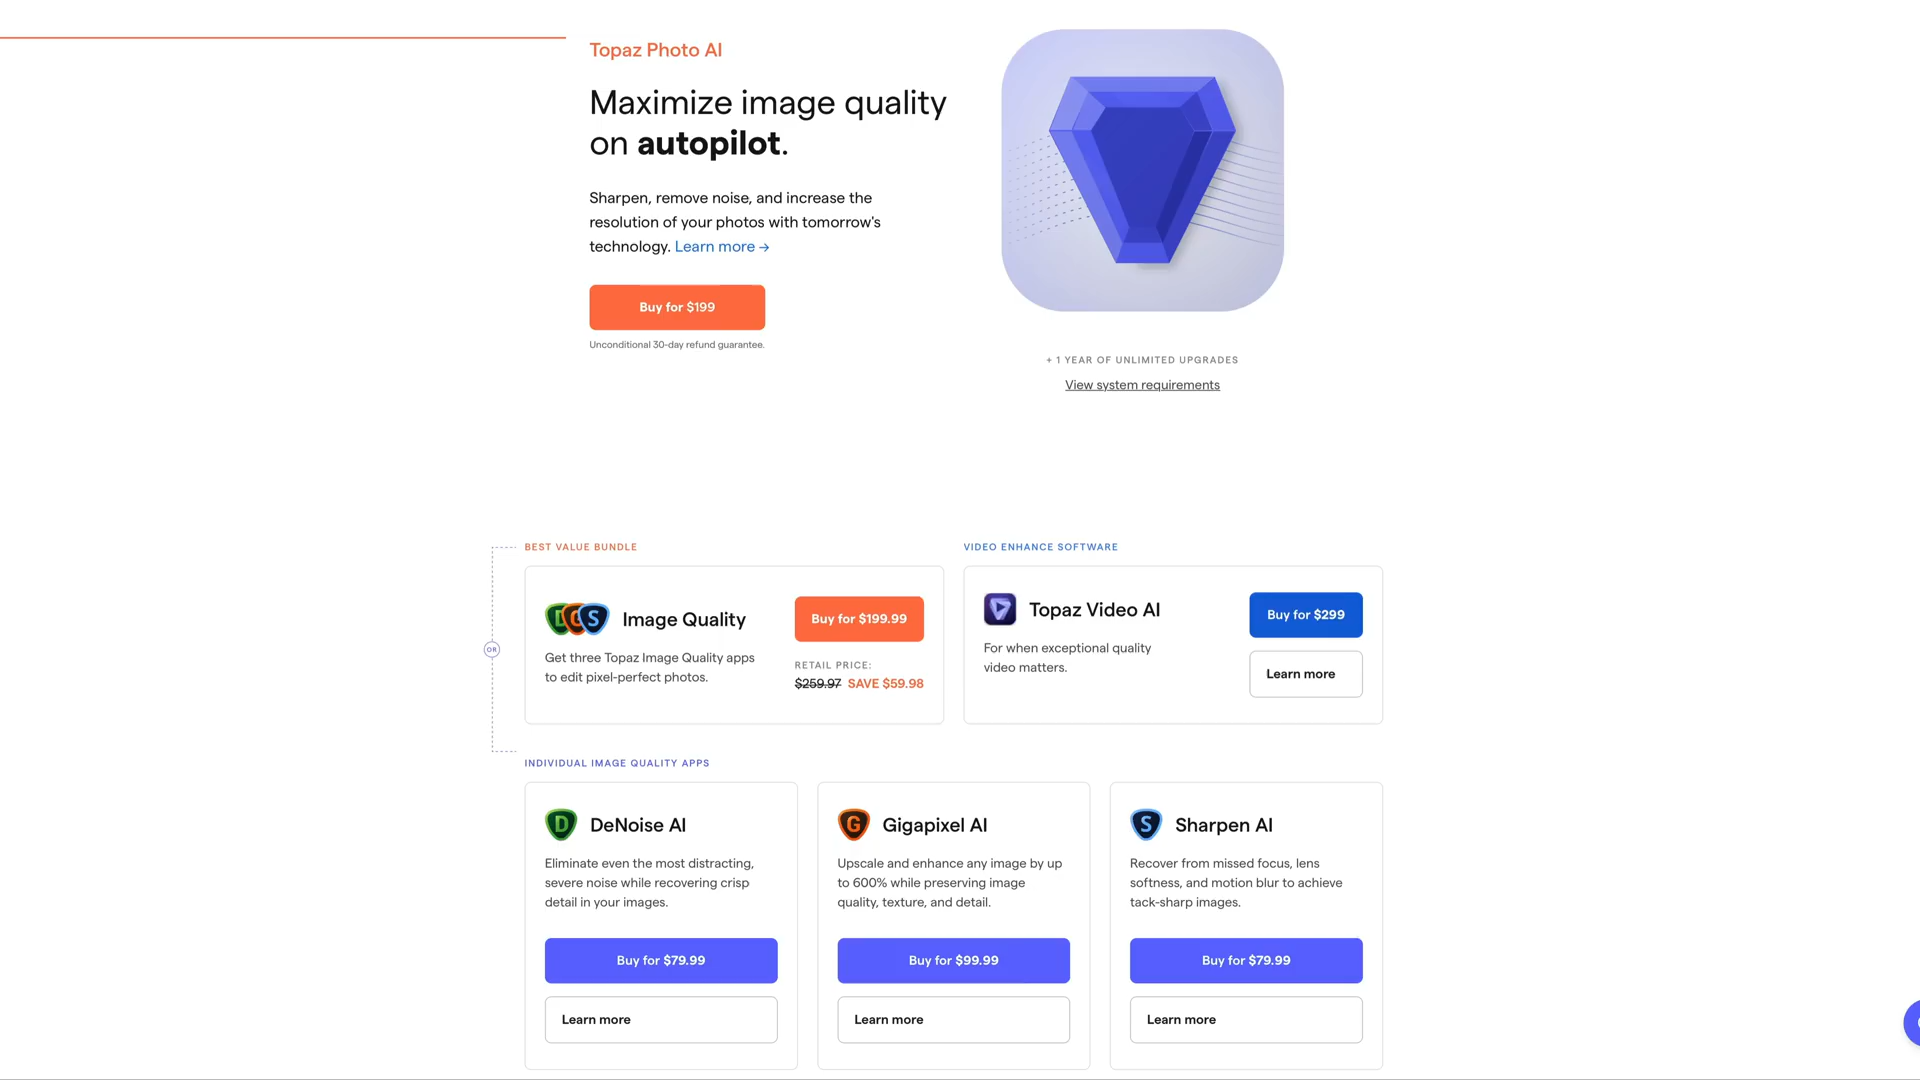 Topaz Photo AI
Maximize image quality
on autopilot.
Sharpen, remove noise, and increase the
resolution of your photos with tomorrow's
technology. Learn more →
Buy for $199
Unconditional 30-day refund guarantee.
+ 1 YEAR OF UNLIMITED UPGRADES
View system requirements
OR
BEST VALUE BUNDLE
D G S Image Quality
Get three Topaz Image Quality apps
to edit pixel-perfect photos.
Buy for $199.99
RETAIL PRICE:
$259.97 SAVE $59.98
VIDEO ENHANCE SOFTWARE
Topaz Video AI
For when exceptional quality
video matters.
Buy for $299
Learn more
INDIVIDUAL IMAGE QUALITY APPS
D DeNoise AI
Eliminate even the most distracting,
severe noise while recovering crisp
detail in your images.
Buy for $79.99
Learn more
G Gigapixel AI
Upscale and enhance any image by up
to 600% while preserving image
quality, texture, and detail.
Buy for $99.99
Learn more
S Sharpen AI
Recover from missed focus, lens
softness, and motion blur to achieve
tack-sharp images.
Buy for $79.99
Learn more